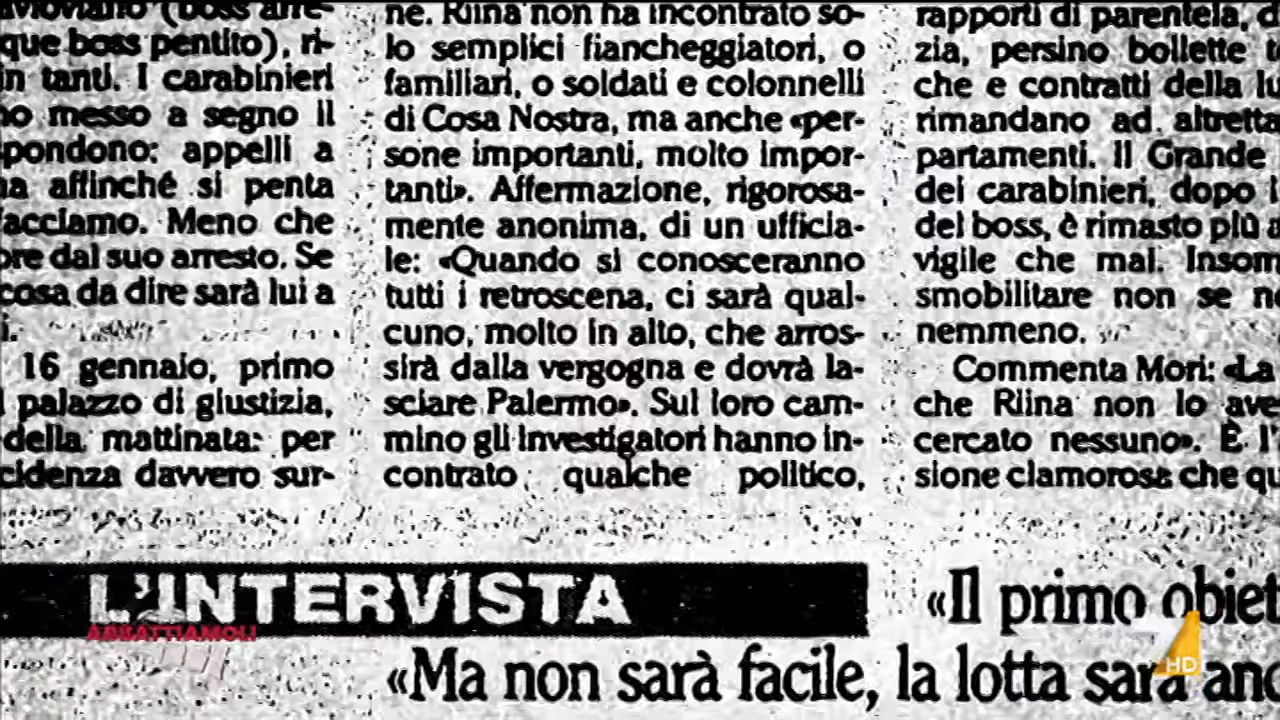 que boss pentito), ri-
in tanti. I carabinieri
no messo a segno il
spondono: appelli a
na affinché si penta
facciamo. Meno che
ore dal suo arresto. Se
cosa da dire sarà lui a
i.
16 gennaio, primo
l palazzo di giustizia,
della mattinata: per
cidenza davvero sur-
ne. Riina non ha incontrato so-
lo semplici fiancheggiatori, o
familiari, o soldati e colonnelli
di Cosa Nostra, ma anche «per-
sone importanti, molto impor-
tanti». Affermazione, rigorosa-
mente anonima, di un ufficia-
le: «Quando si conosceranno
tutti i retroscena, ci sarà qual-
cuno, molto in alto, che arros-
sirà dalla vergogna e dovrà la-
sciare Palermo». Sul loro cam-
mino gli investigatori hanno in-
contrato qualche politico,
rapporti di parentela, d
zia, persino bollette t
che e contratti della lu
rimandano ad altretta
partamenti. Il Grande
dei carabinieri, dopo l
del boss, è rimasto più a
vigile che mai. Insom
smobilitare non se n
nemmeno.
Commenta Mori: «La
che Riina non lo ave
cercato nessuno». È l'
sione clamorosa che qu
L'INTERVISTA
ABBATTIAMOLI
«Il primo obiet
«Ma non sarà facile, la lotta sarà anc
HD